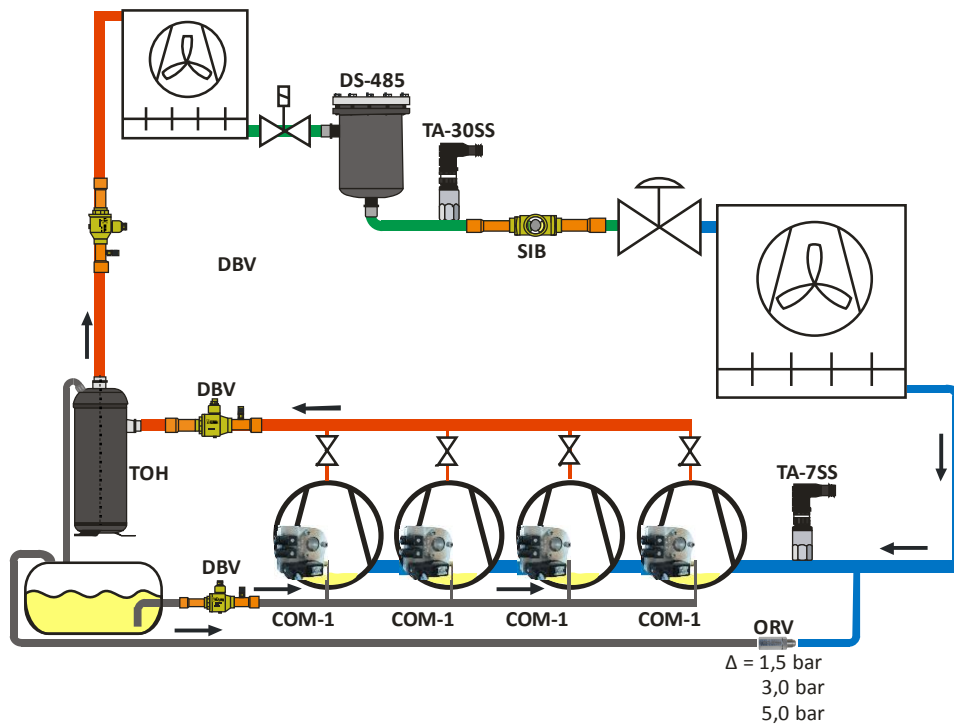 DS-485
TA-30SS
SIB
DBV
DBV
TOH
TA-7SS
DBV
COM-1
COM-1
COM-1
COM-1
ORV
Δ = 1,5 bar
3,0 bar
5,0 bar